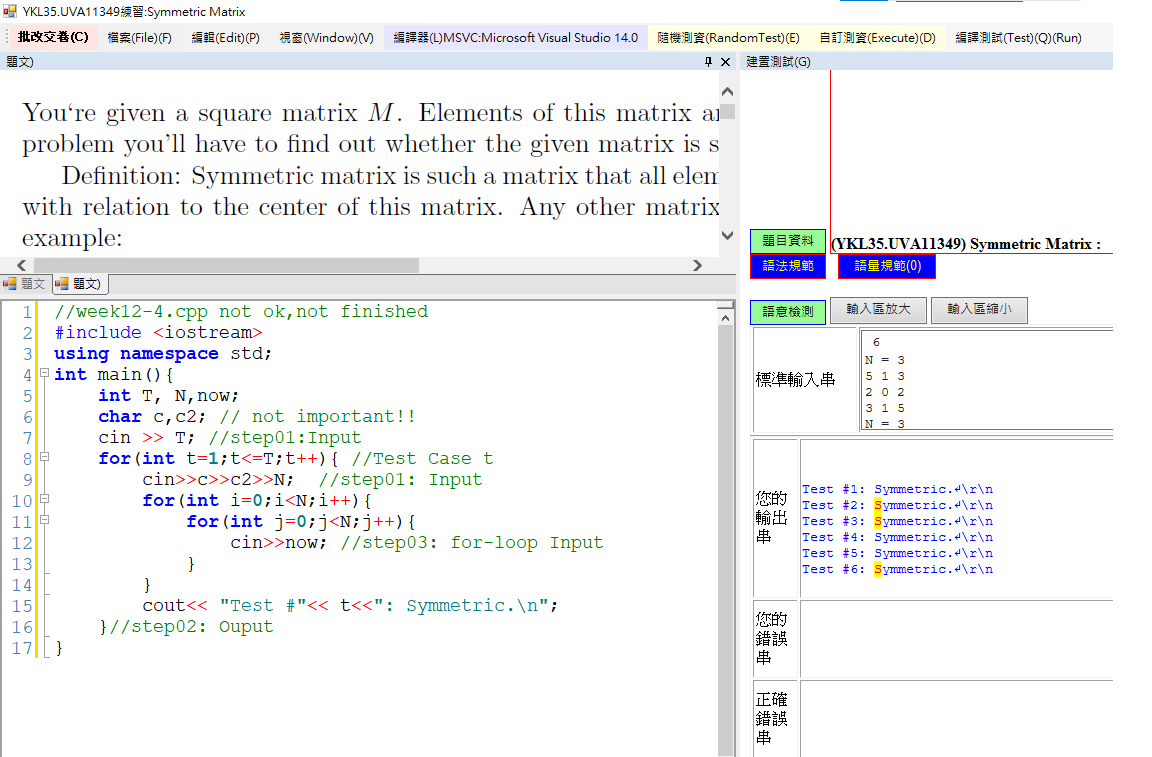 YKL35.UVA11349練習:Symmetric Matrix
批改交卷(C) 檔案(File)(F) 編輯(Edit)(P) 視窗(Window)(V) 編譯器(L)MSVC:Microsoft Visual Studio 14.0 隨機測資(RandomTest)(E) 自訂測資(Execute)(D) 編譯測試(Test)(Q)(Run)
題文)
You‘re given a square matrix M. Elements of this matrix
problem you’ll have to find out whether the given matrix is s
Definition: Symmetric matrix is such a matrix that all elem
with relation to the center of this matrix. Any other matrix
example:
題文 題文)
1 //week12-4.cpp not ok,not finished
2 #include <iostream>
3 using namespace std;
4 int main(){
5 int T, N,now;
6 char c,c2; // not important!!
7 cin >> T; //step01:Input
8 for(int t=1;t<=T;t++){ //Test Case t
9 cin>>c>>c2>>N; //step01: Input
10 for(int i=0;i<N;i++){
11 for(int j=0;j<N;j++){
12 cin>>now; //step03: for-loop Input
13 }
14 }
15 cout<< "Test #"<< t<<": Symmetric.\n";
16 }//step02: Ouput
17 }
建置測試(G)
題目資料 (YKL35.UVA11349) Symmetric Matrix :
語法規範 語量規範(0)
語意檢測 輸入區放大 輸入區縮小
標準輸入串
6
N = 3
5 1 3
2 0 2
3 1 5
N = 3
您的
輸出
串
Test #1: Symmetric.↲\r\n
Test #2: Symmetric.↲\r\n
Test #3: Symmetric.↲\r\n
Test #4: Symmetric.↲\r\n
Test #5: Symmetric.↲\r\n
Test #6: Symmetric.↲\r\n
您的
錯誤
串
正確
錯誤
串